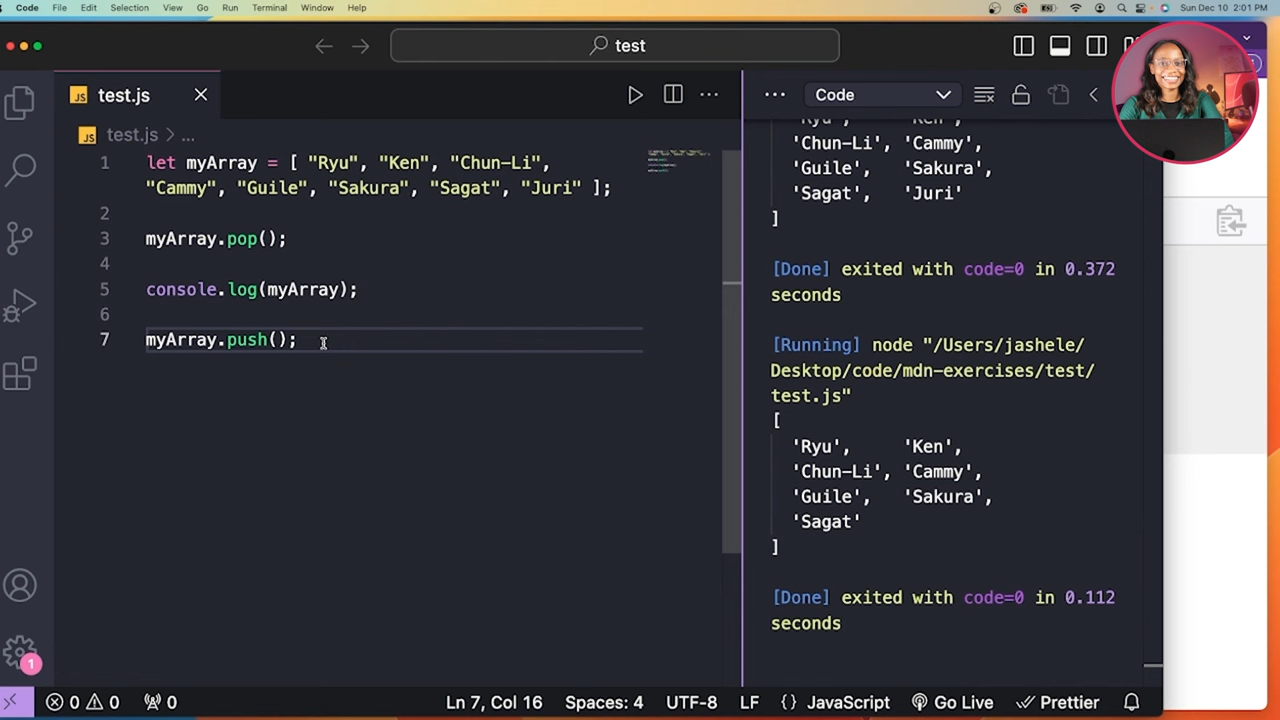 Code File Edit Selection View Go Run Terminal Window Help Sun Dec 10 2:01 PM
test
test.js
Code
test.js > ...
1 let myArray = [ "Ryu", "Ken", "Chun-Li",
"Cammy", "Guile", "Sakura", "Sagat", "Juri" ];
2
3 myArray.pop();
4
5 console.log(myArray);
6
7 myArray.push();
'Ryu', 'Ken',
'Chun-Li', 'Cammy',
'Guile', 'Sakura',
'Sagat', 'Juri'
]
[Done] exited with code=0 in 0.372
seconds
[Running] node "/Users/jashele/
Desktop/code/mdn-exercises/test/
test.js"
[
'Ryu', 'Ken',
'Chun-Li', 'Cammy',
'Guile', 'Sakura',
'Sagat'
]
[Done] exited with code=0 in 0.112
seconds
1
0 0 0 Ln 7, Col 16 Spaces: 4 UTF-8 LF {} JavaScript Go Live Prettier